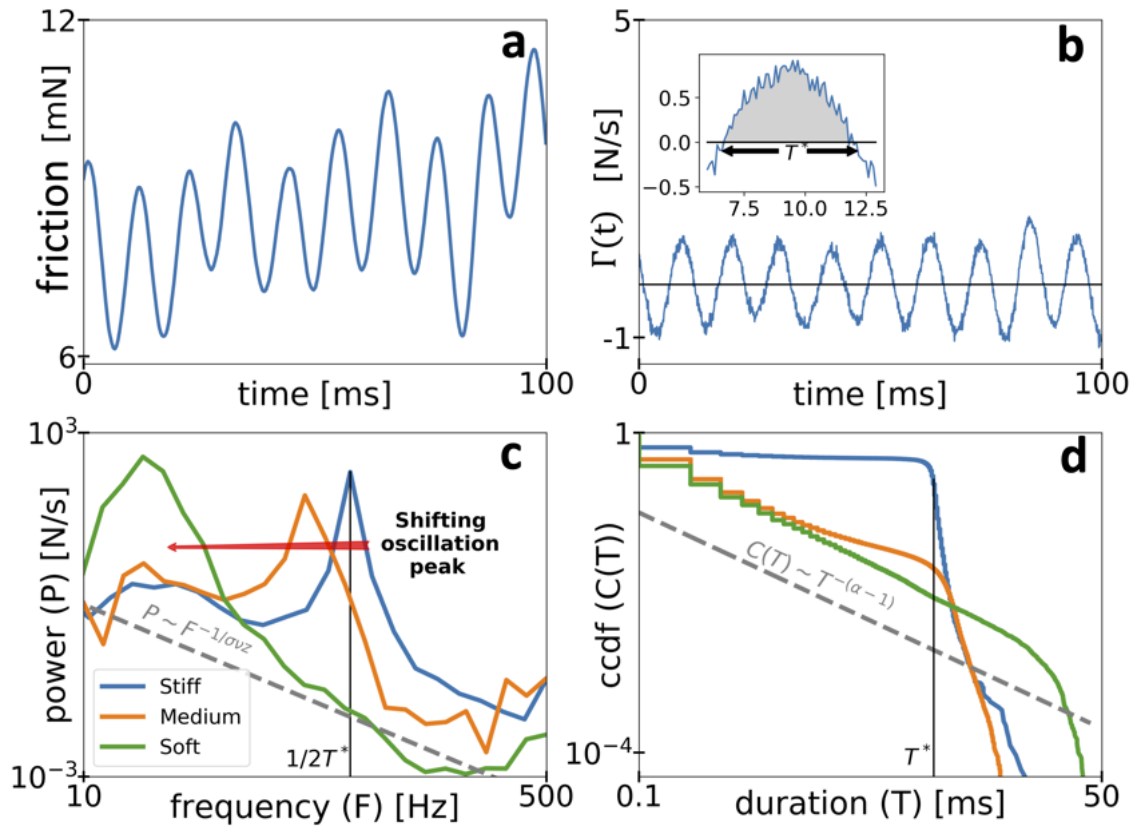 a
12
friction [mN]
6
0
time [ms]
100
b
5
Γ(t) [N/s]
-1
0.5
0.0
−0.5
T*
7.5
10.0
12.5
0
time [ms]
100
c
10³
power (P) [N/s]
10⁻³
Shifting
oscillation
peak
P ~ F^{-1/σνz}
Stiff
Medium
Soft
1/2T*
10
frequency (F) [Hz]
500
d
1
ccdf (C(T))
10⁻⁴
C(T) ~ T^{-(α-1)}
T*
0.1
duration (T) [ms]
50